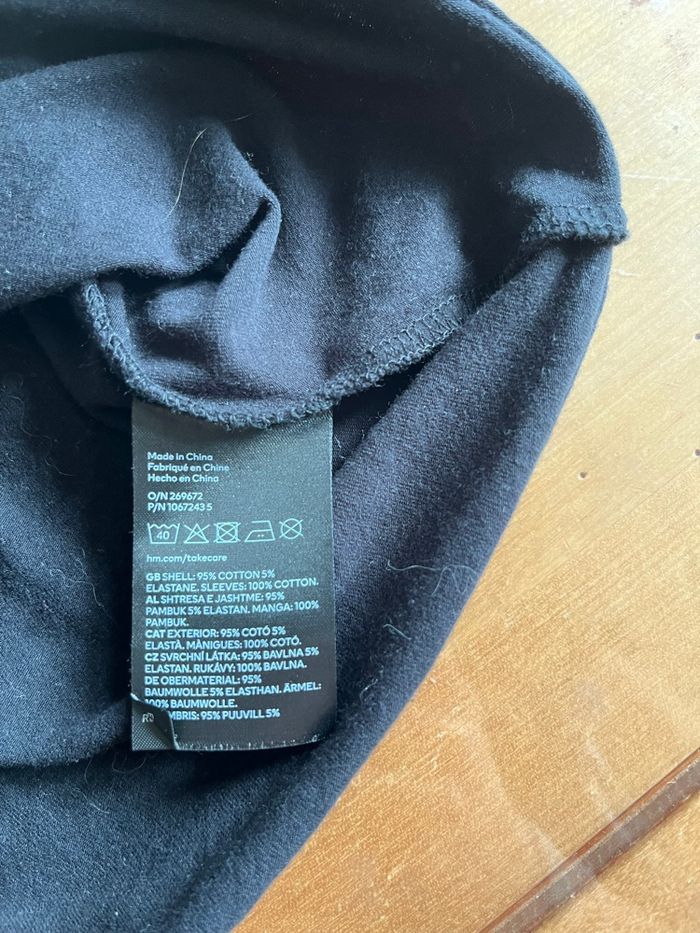 Made in China
Fabriqué en Chine
Hecho en China
O/N 269672
P/N 1067243 5
40
hm.com/takecare
GB SHELL: 95% COTTON 5%
ELASTANE. SLEEVES: 100% COTTON.
AL SHTRESA E JASHTME: 95%
PAMBUK 5% ELASTAN. MANGA: 100%
PAMBUK.
CAT EXTERIOR: 95% COTÓ 5%
ELASTÀ. MÀNIGUES: 100% COTÓ.
CZ SVRCHNÍ LÁTKA: 95% BAVLNA 5%
ELASTAN. RUKÁVY: 100% BAVLNA.
DE OBERMATERIAL: 95%
BAUMWOLLE 5% ELASTHAN. ÄRMEL:
100% BAUMWOLLE.
MBRIS: 95% PUUVILL 5%